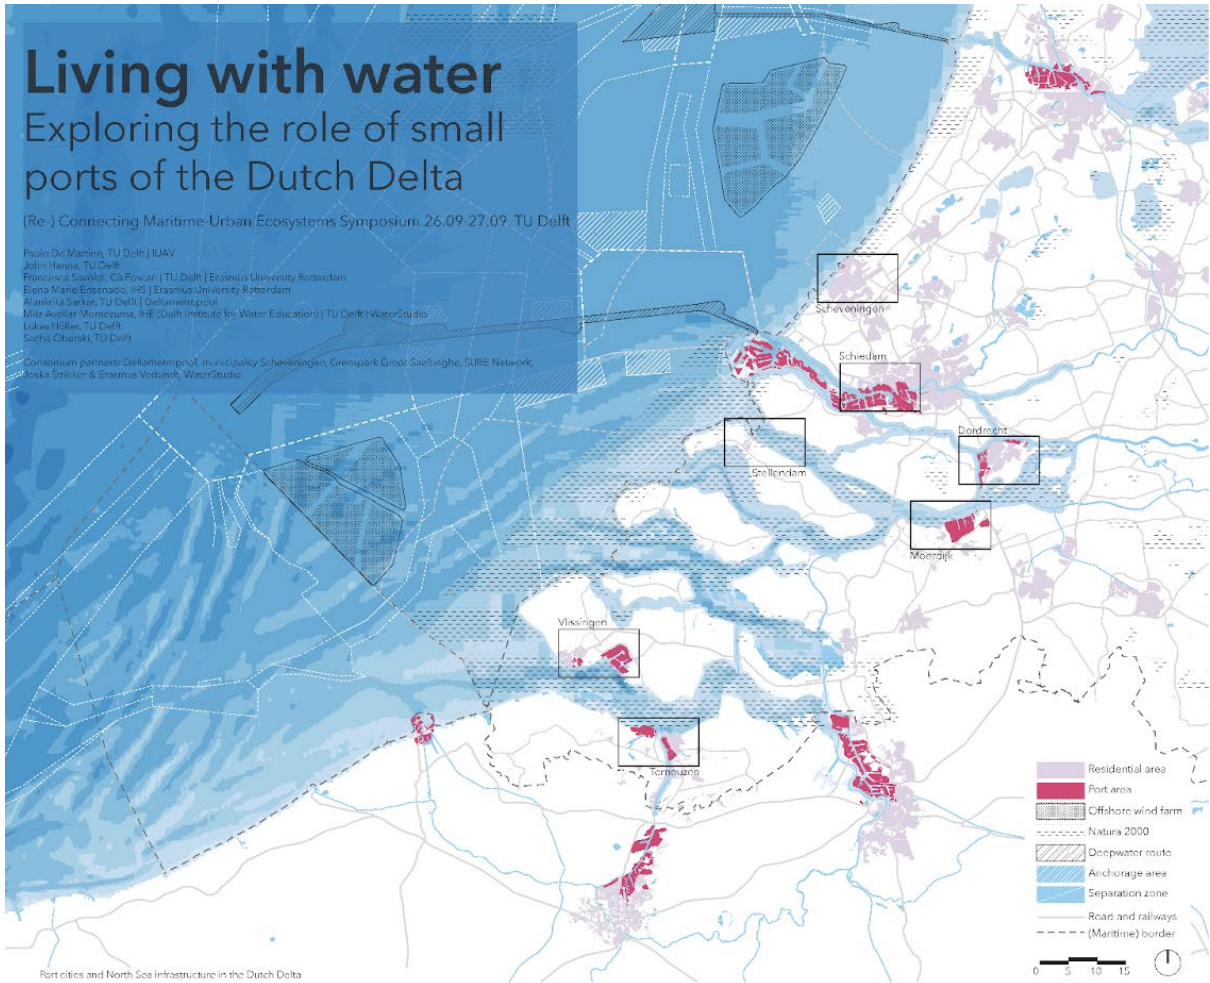 Living with water
Exploring the role of small
ports of the Dutch Delta
(Re-) Connecting Maritime-Urban Ecosystems Symposium 26.09-27.09. TU Delft
Paolo De Martino, TU Delft | IUAV
John Hanna, TU Delft
Francesca Savoldi, Cà Foscari | TU Delft | Erasmus University Rotterdam
Elena Marie Ensenado, IHS | Erasmus University Rotterdam
Alankrita Sarkar, TU Delft | Deltametropool
Mila Avellar Montezuma, IHE (Delft Institute for Water Education) | TU Delft | WaterStudio
Lukas Höller, TU Delft
Sacha Oberski, TU Delft
Consortium partners: Deltametropool, municipality Scheveningen, Grenspark Groot-Saeftinghe, SUBE Network,
& Erasmus Verbindt, WaterStudio
Scheveningen
Schiedam
Dordrecht
Stellendam
Moerdijk
Vlissingen
Terneuzen
Residential area
Port area
Offshore wind farm
Natura 2000
Deepwater route
Anchorage area
Separation zone
Road and railways
(Maritime) border
0 5 10 15
Port cities and North Sea infrastructure in the Dutch Delta